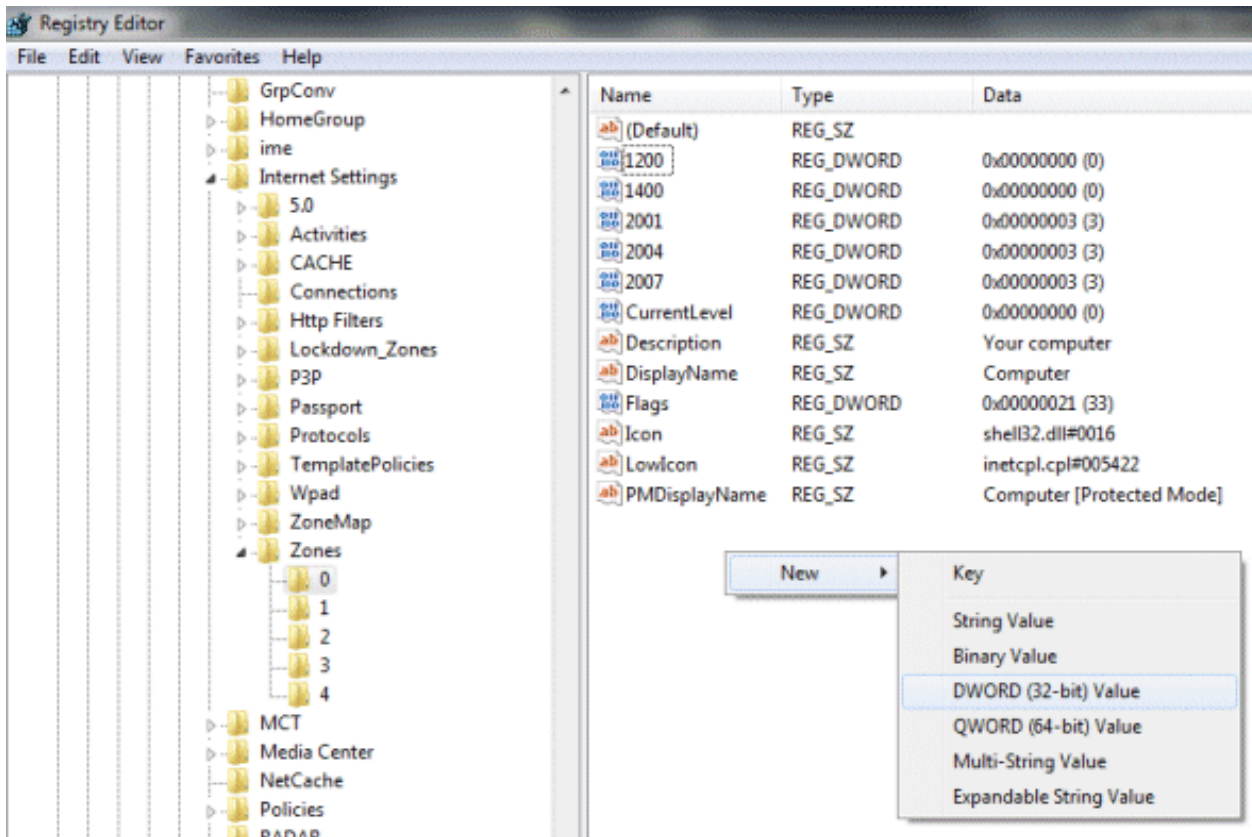 Registry Editor
File Edit View Favorites Help
GrpConv
HomeGroup
ime
Internet Settings
5.0
Activities
CACHE
Connections
Http Filters
Lockdown_Zones
P3P
Passport
Protocols
TemplatePolicies
Wpad
ZoneMap
Zones
0
1
2
3
4
MCT
Media Center
NetCache
Policies
RADAR
Name Type Data
(Default) REG_SZ
1200 REG_DWORD 0x00000000 (0)
1400 REG_DWORD 0x00000000 (0)
2001 REG_DWORD 0x00000003 (3)
2004 REG_DWORD 0x00000003 (3)
2007 REG_DWORD 0x00000003 (3)
CurrentLevel REG_DWORD 0x00000000 (0)
Description REG_SZ Your computer
DisplayName REG_SZ Computer
Flags REG_DWORD 0x00000021 (33)
Icon REG_SZ shell32.dll#0016
LowIcon REG_SZ inetcpl.cpl#005422
PMDisplayName REG_SZ Computer [Protected Mode]
New
Key
String Value
Binary Value
DWORD (32-bit) Value
QWORD (64-bit) Value
Multi-String Value
Expandable String Value